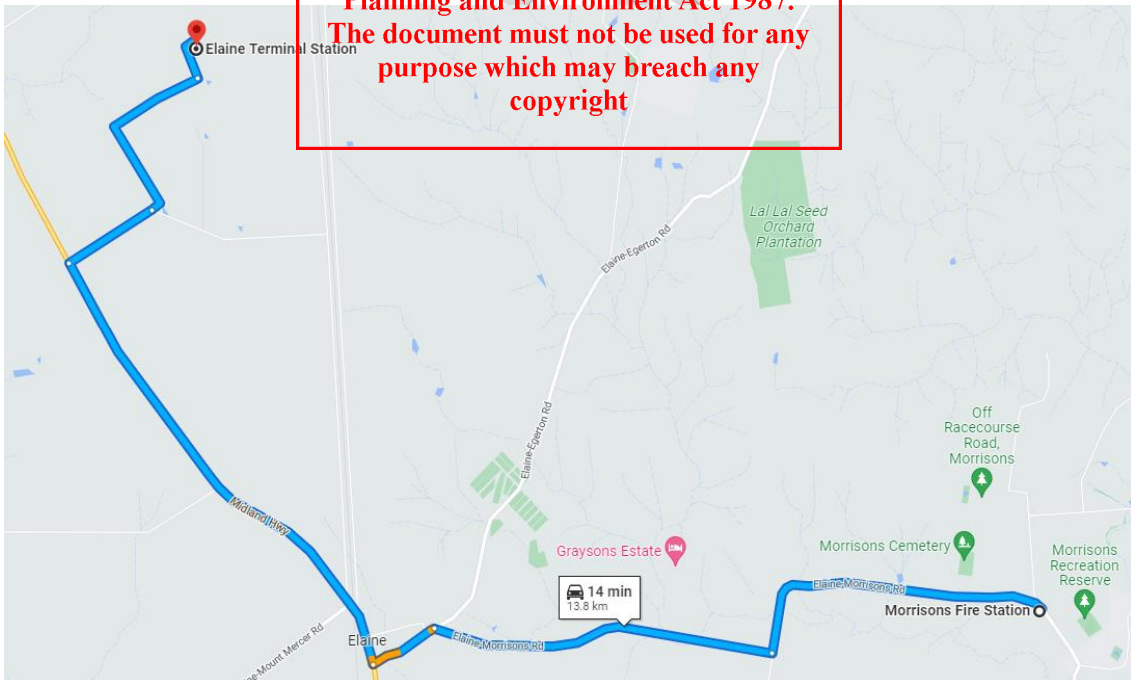 Planning and Environment Act 1987.
The document must not be used for any
purpose which may breach any
copyright
Elaine Terminal Station
Lal Lal Seed
Orchard
Plantation
Elaine-Egerton Rd
Elaine-Egerton Rd
Off
Racecourse
Road,
Morrisons
Midland Hwy
Graysons Estate
Morrisons Cemetery
Morrisons
Recreation
Reserve
14 min
13.8 km
Elaine Morrisons Rd
Morrisons Fire Station
Elaine
Elaine Morrisons Rd
ne-Mount Mercer Rd